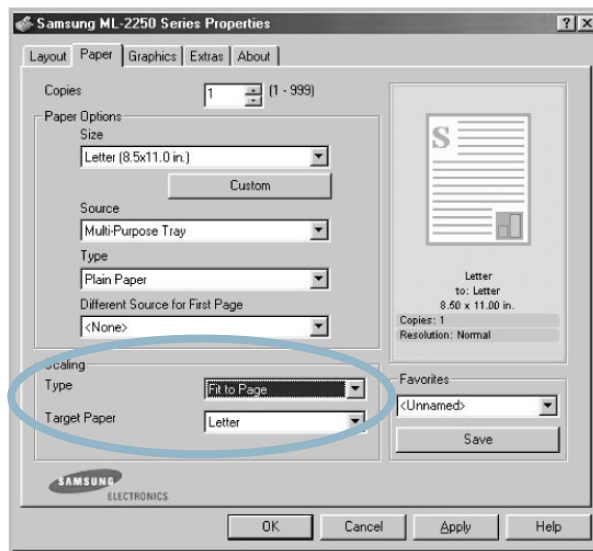 Samsung ML-2250 Series Properties
? X
Layout Paper Graphics Extras About
Copies 1 (1 - 999)
Paper Options
Size
Letter (8.5x11.0 in.)
Custom
Source
Multi-Purpose Tray
Type
Plain Paper
Different Source for First Page
<None>
S
Letter
to: Letter
8.50 x 11.00 in.
Copies: 1
Resolution: Normal
Scaling
Type Fit to Page
Target Paper Letter
Favorites
<Unnamed>
Save
SAMSUNG
ELECTRONICS
OK Cancel Apply Help